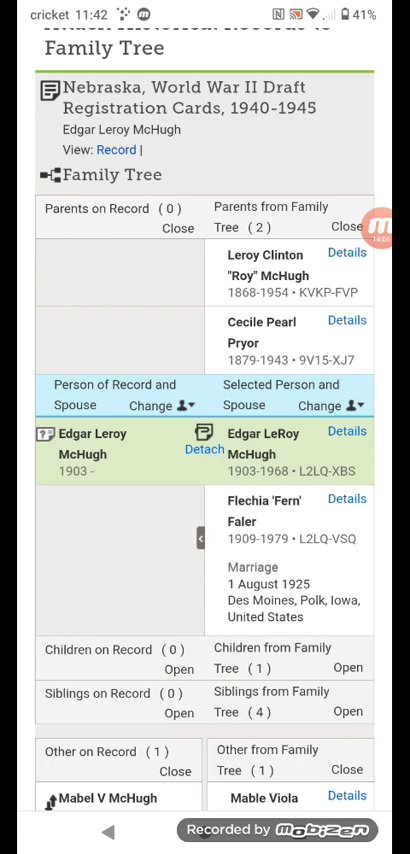 cricket 11:42 41%
Family Tree
Nebraska, World War II Draft
Registration Cards, 1940-1945
Edgar Leroy McHugh
View: Record |
Family Tree
Parents on Record ( 0 )
Close
Parents from Family
Tree ( 2 ) Close
14:06
Leroy Clinton Details
"Roy" McHugh
1868-1954 • KVKP-FVP
Cecile Pearl Details
Pryor
1879-1943 • 9V15-XJ7
Person of Record and
Spouse Change
Selected Person and
Spouse Change
Edgar Leroy
McHugh
1903 -
Detach
Edgar LeRoy Details
McHugh
1903-1968 • L2LQ-XBS
Flechia 'Fern' Details
Faler
1909-1979 • L2LQ-VSQ
Marriage
1 August 1925
Des Moines, Polk, Iowa,
United States
Children on Record ( 0 )
Open
Children from Family
Tree ( 1 ) Open
Siblings on Record ( 0 )
Open
Siblings from Family
Tree ( 4 ) Open
Other on Record ( 1 )
Close
Other from Family
Tree ( 1 ) Close
Mabel V McHugh
Mable Viola Details
Recorded by mobizen